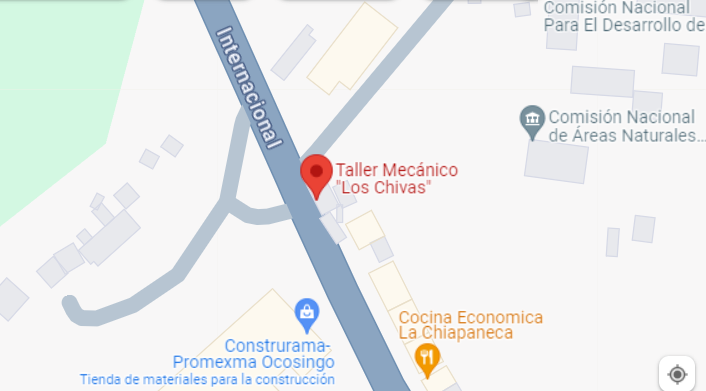 Comisión Nacional
Para El Desarrollo de
Internacional
Comisión Nacional
de Áreas Naturales...
Taller Mecánico
"Los Chivas"
Cocina Economica
La Chiapaneca
Construrama-
Promexma Ocosingo
Tienda de materiales para la construcción